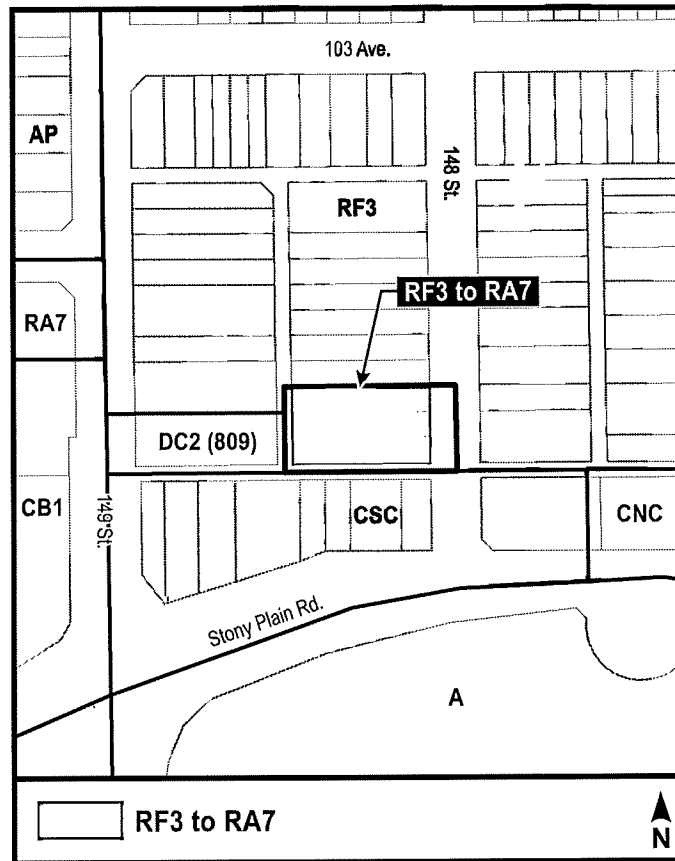 103 Ave.
AP
148 St.
RF3
RF3 to RA7
RA7
DC2 (809)
CB1
149 St.
CSC
CNC
Stony Plain Rd.
A
RF3 to RA7
N